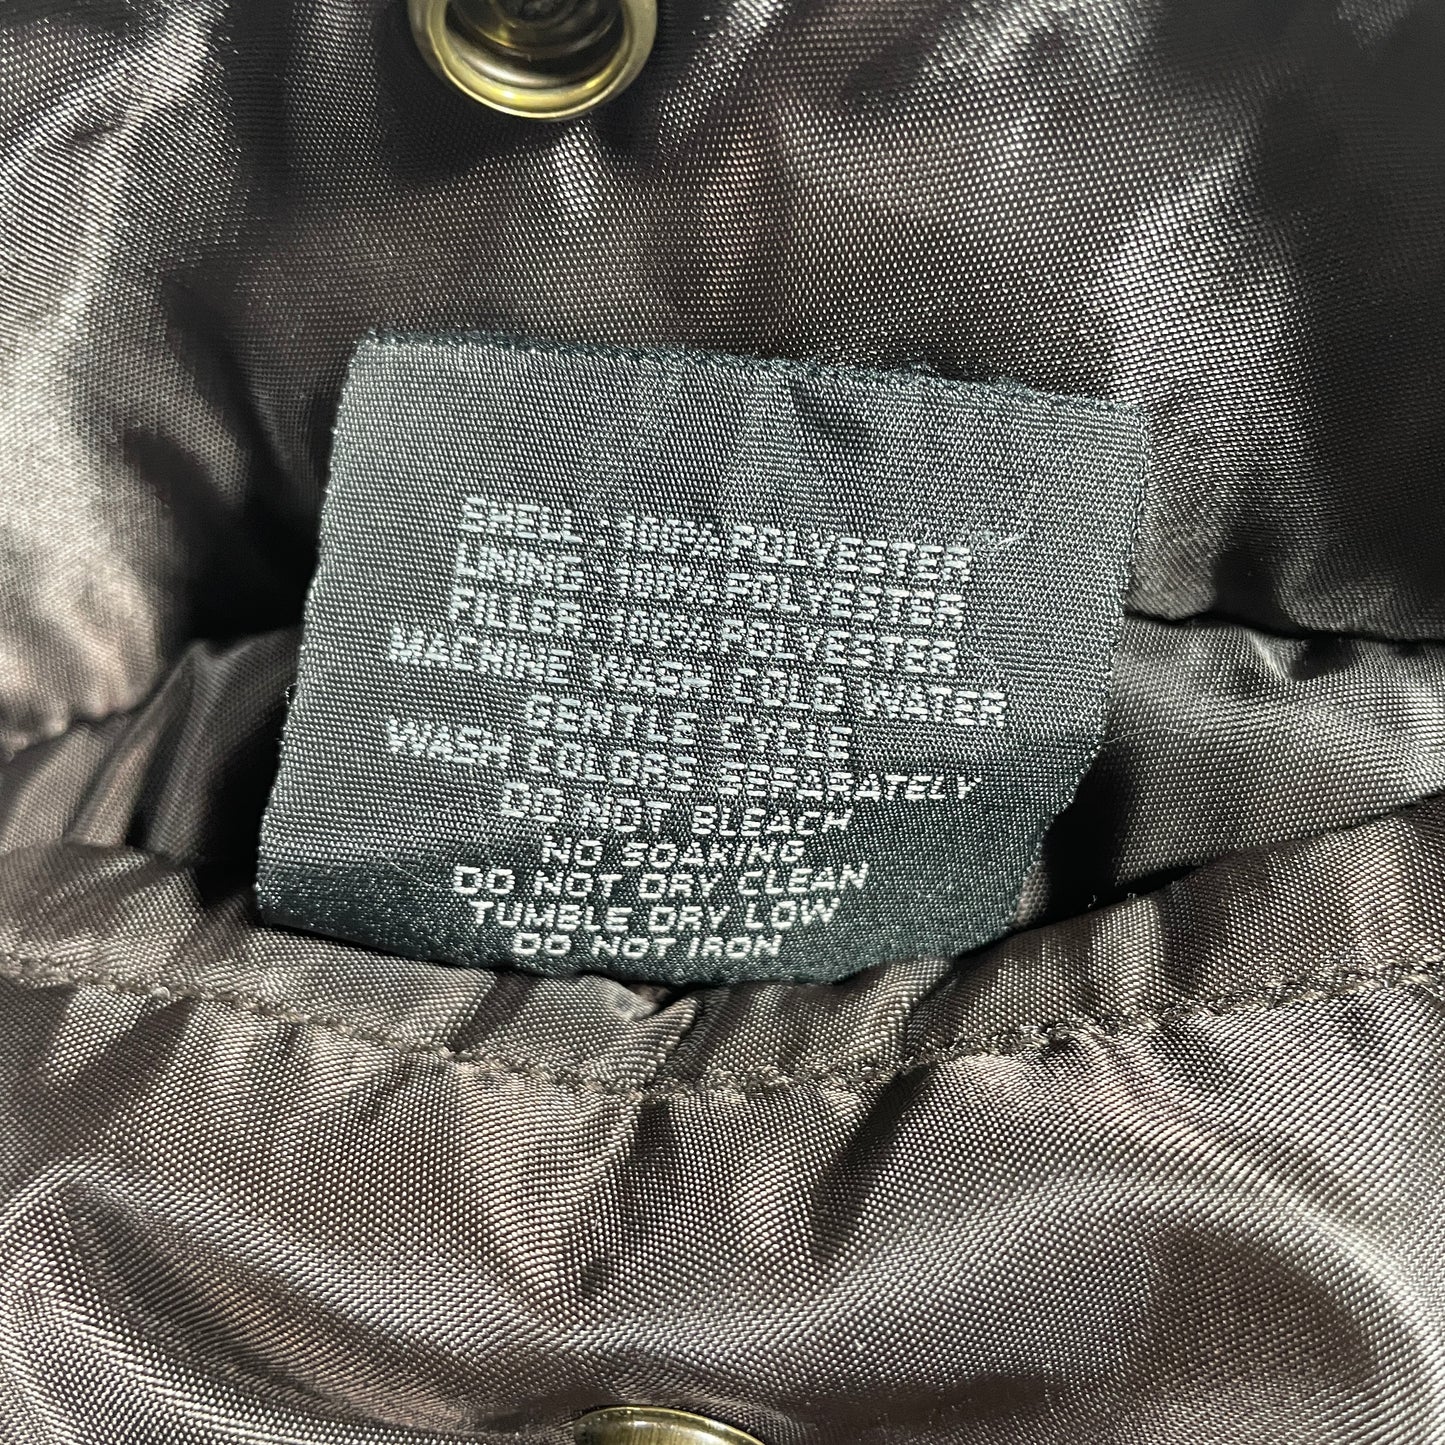 SHELL: 100% POLYESTER
LINING: 100% POLYESTER
FILLER: 100% POLYESTER
MACHINE WASH COLD WATER
GENTLE CYCLE
WASH COLORS SEPARATELY
DO NOT BLEACH
NO SOAKING
DO NOT DRY CLEAN
TUMBLE DRY LOW
DO NOT IRON